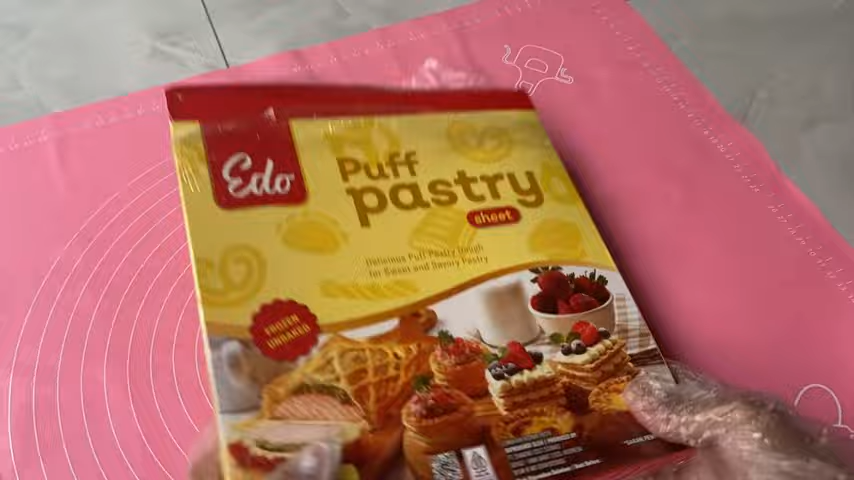 Edo
Puff
pastry
sheet
Delicious Puff Pastry Dough
for Sweet and Savory Pastry
FROZEN
UNBAKED